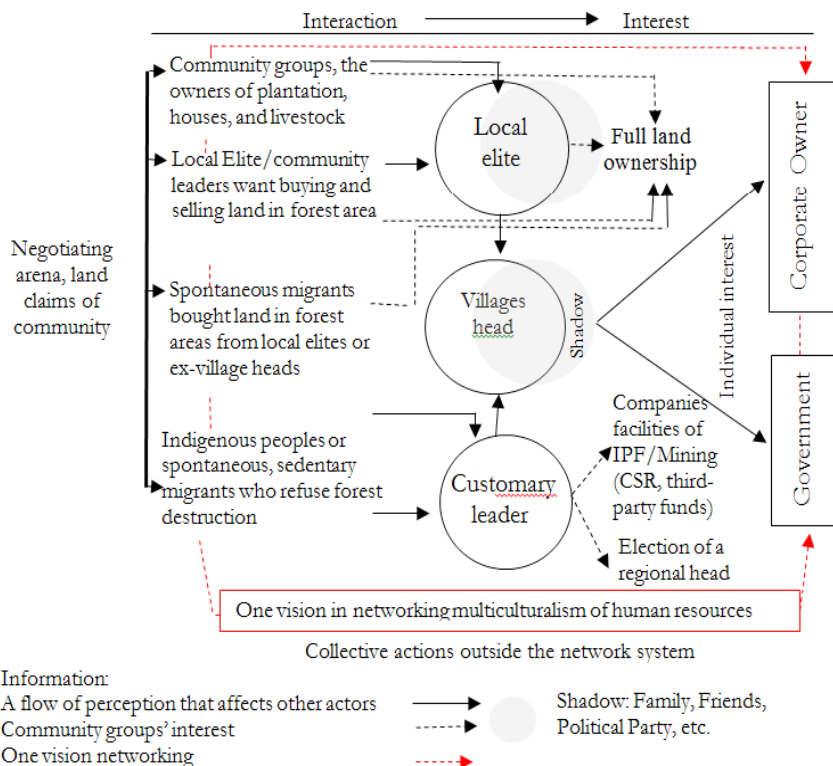 Interaction
Interest
Community groups, the
owners of plantation,
houses, and livestock
Local Elite/community
leaders want buying and
selling land in forest area
Negotiating
arena, land
claims of
community
Spontaneous migrants
bought land in forest
areas from local elites or
ex-village heads
Indigenous peoples or
spontaneous, sedentary
migrants who refuse forest
destruction
Local
elite
Full land
ownership
Villages
head
Shadow
Customary
leader
Individual interest
Companies
facilities of
IPF/Mining
(CSR, third-
party funds)
Election of a
regional head
Corporate Owner
Government
One vision in networking multiculturalism of human resources
Collective actions outside the network system
Information:
A flow of perception that affects other actors
Community groups' interest
One vision networking
Shadow: Family, Friends,
Political Party, etc.